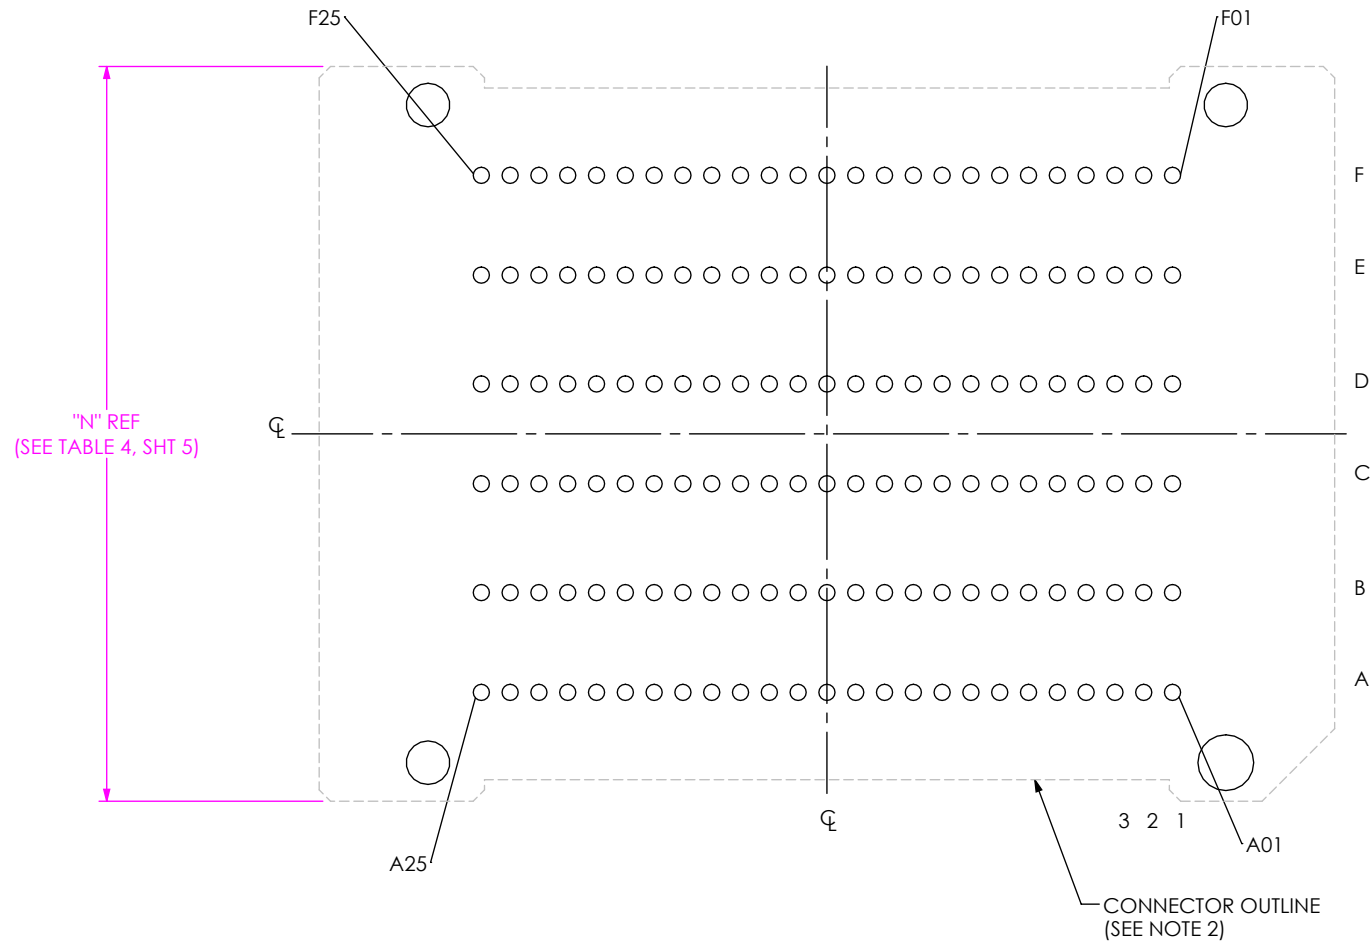 F25
F01
F
E
D
"N" REF
(SEE TABLE 4, SHT 5)
℄
C
B
A
℄
3 2 1
A01
A25
CONNECTOR OUTLINE
(SEE NOTE 2)